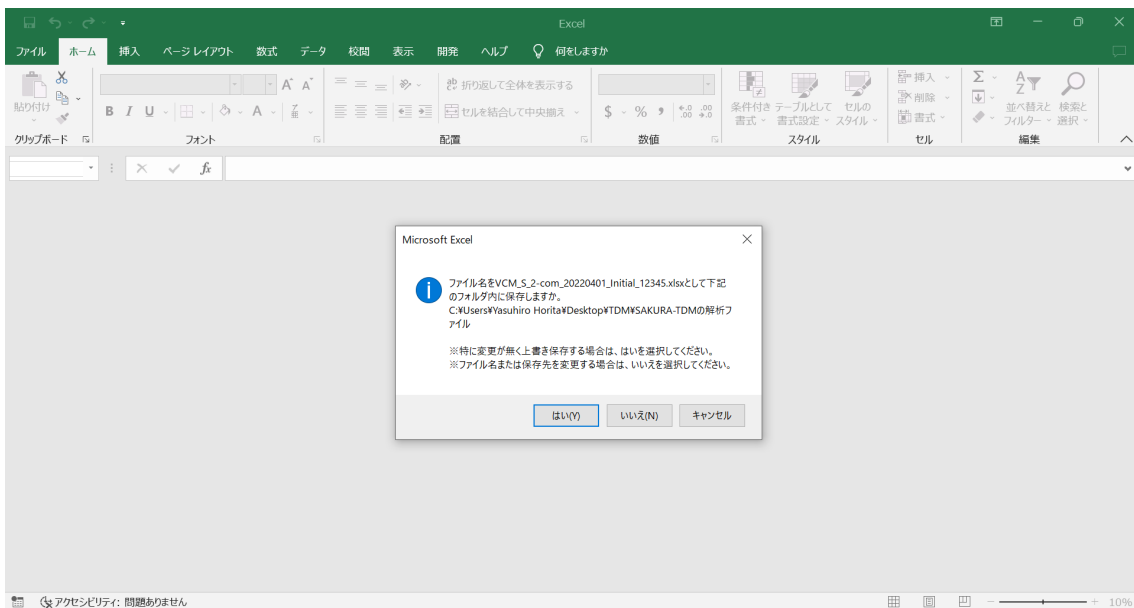 Excel
ファイル ホーム 挿入 ページ レイアウト 数式 データ 校閲 表示 開発 ヘルプ 何をしますか
貼り付け
B I U A A A
折り返して全体を表示する
セルを結合して中央揃え
$ % 9 .00 .0
条件付き
書式
テーブルとして
書式設定
セルの
スタイル
挿入
削除
書式
Σ
並べ替えと
フィルター
検索と
選択
クリップボード フォント 配置 数値 スタイル セル 編集
fx
Microsoft Excel
ファイル名をVCM_S_2-com_20220401_Initial_12345.xlsxとして下記
のフォルダ内に保存しますか。
C:¥Users¥Yasuhiro Horita¥Desktop¥TDM¥SAKURA-TDMの解析フ
ァイル
※特に変更が無く上書き保存する場合は、はいを選択してください。
※ファイル名または保存先を変更する場合は、いいえを選択してください。
はい(Y) いいえ(N) キャンセル
アクセシビリティ: 問題ありません
10%